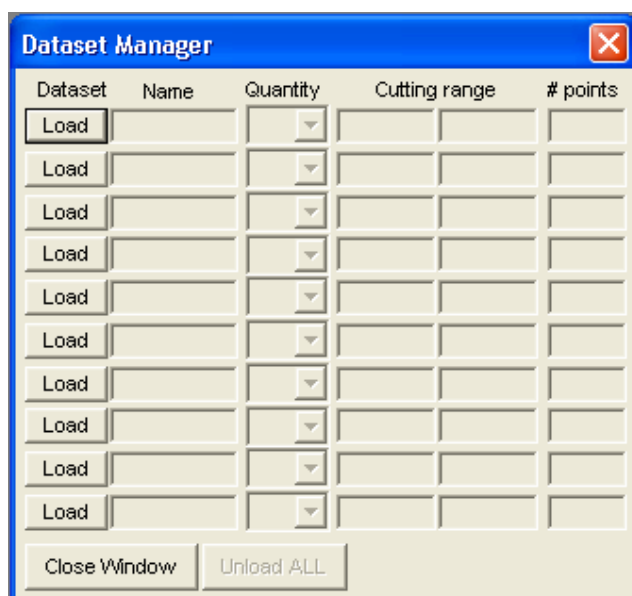 Dataset Manager
Dataset Name Quantity Cutting range # points
Load
Load
Load
Load
Load
Load
Load
Load
Load
Load
Close Window Unload ALL